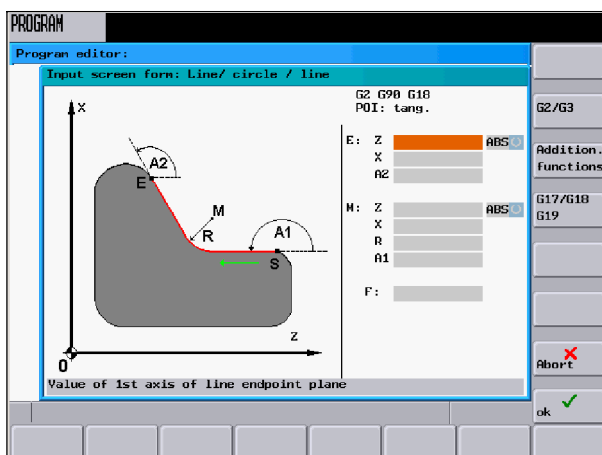 PROGRAM
Program editor:
Input screen form: Line/ circle / line
G2 G90 G18
POI: tang.
X
A2
E
M
R
A1
S
Z
0
E: Z ABS
X
A2
M: Z ABS
X
R
A1
F:
Value of 1st axis of line endpoint plane
G2/G3
Addition.
functions
G17/G18
G19
Abort
ok